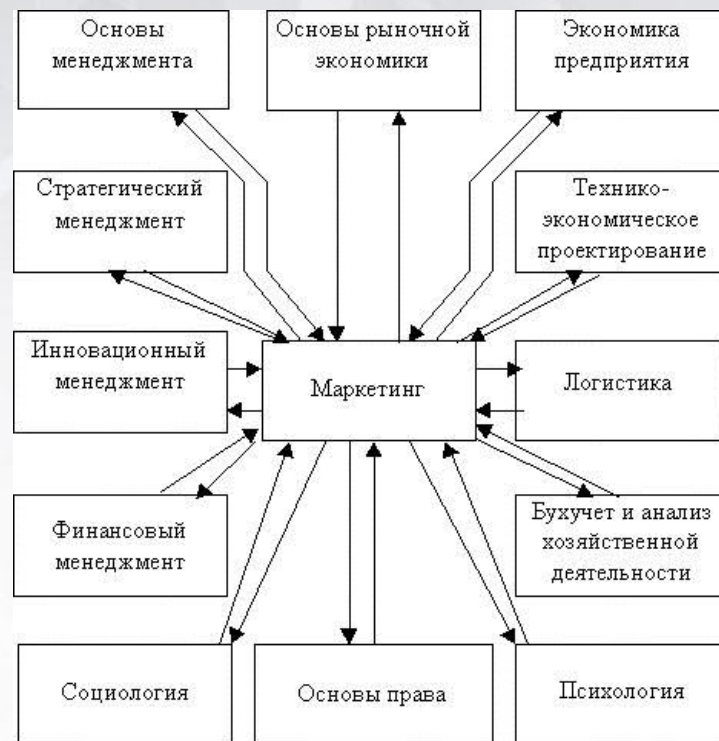 Основы
менеджмента
Основы рыночной
экономики
Экономика
предприятия
Стратегический
менеджмент
Технико-
экономическое
проектирование
Инновационный
менеджмент
Маркетинг
Логистика
Финансовый
менеджмент
Бухучет и анализ
хозяйственной
деятельности
Социология
Основы права
Психология